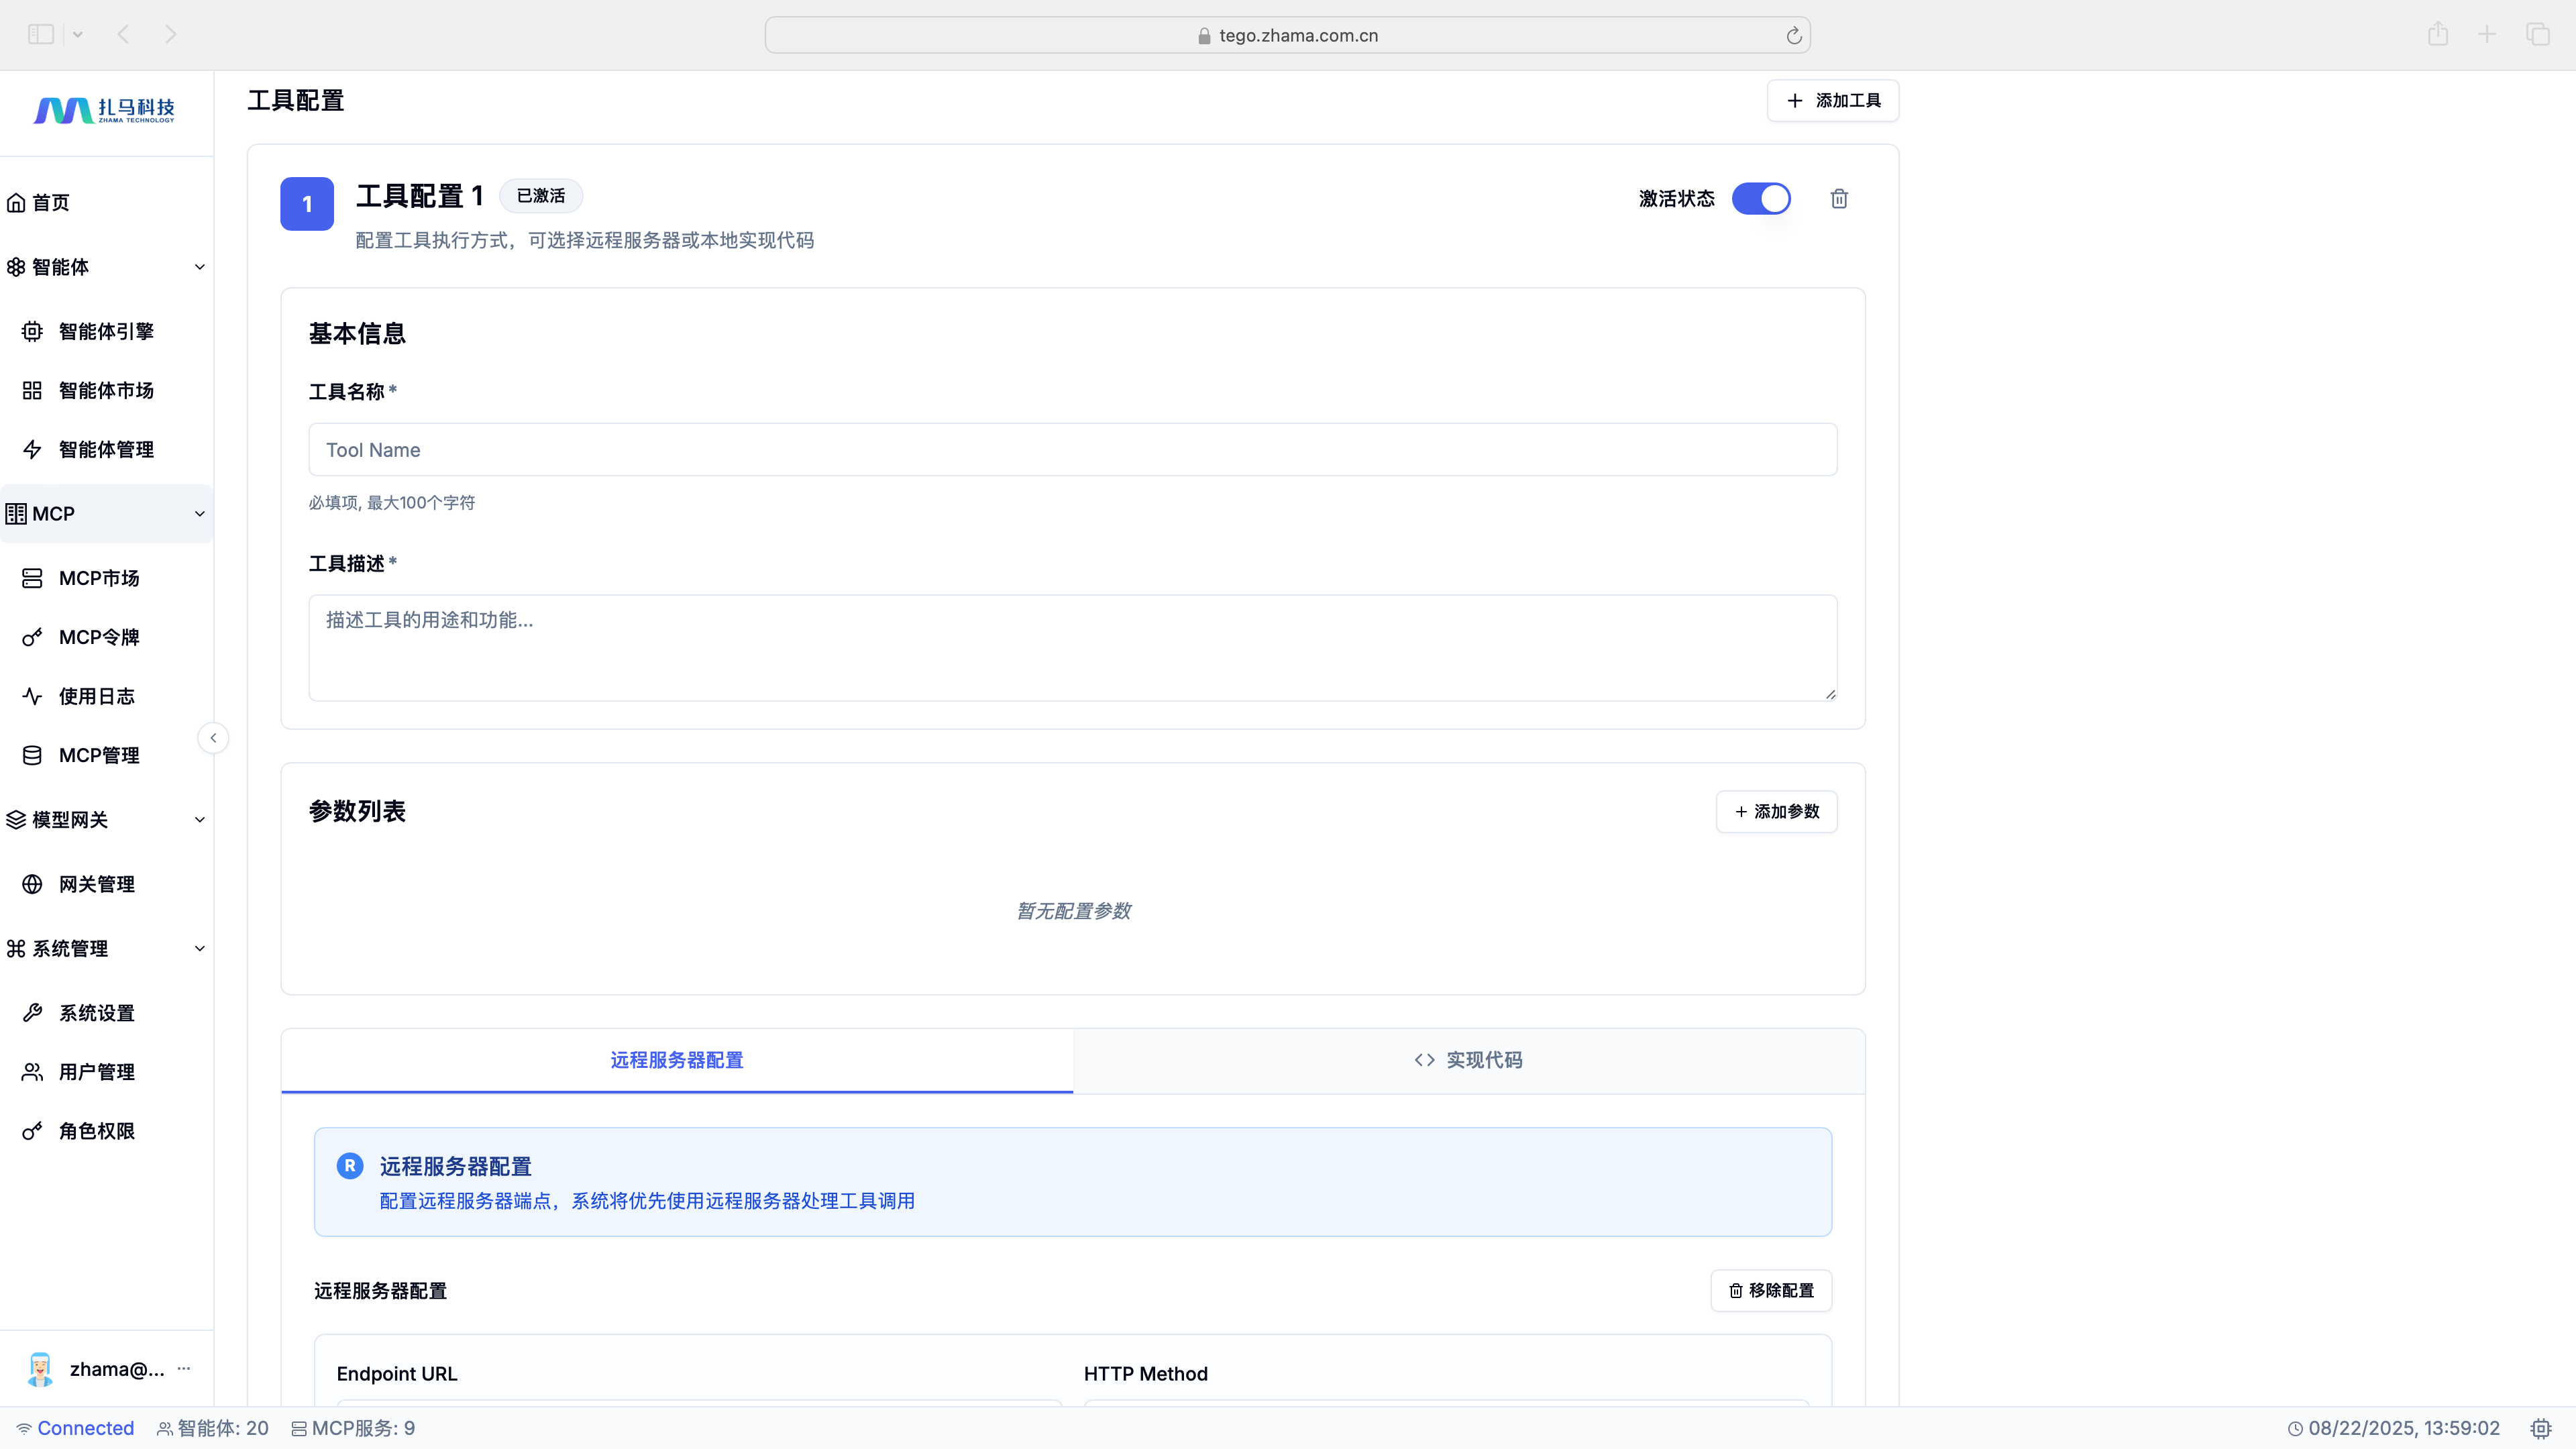 tego.zhama.com.cn
扎马科技
ZHAMA TECHNOLOGY
首页
智能体
智能体引擎
智能体市场
智能体管理
MCP
MCP市场
MCP令牌
使用日志
MCP管理
模型网关
网关管理
系统管理
系统设置
用户管理
角色权限
zhama@... ...
工具配置
+ 添加工具
1
工具配置 1
已激活
激活状态
配置工具执行方式，可选择远程服务器或本地实现代码
基本信息
工具名称 *
Tool Name
必填项, 最大100个字符
工具描述 *
描述工具的用途和功能...
参数列表
+ 添加参数
暂无配置参数
远程服务器配置
<> 实现代码
R 远程服务器配置
配置远程服务器端点，系统将优先使用远程服务器处理工具调用
远程服务器配置
移除配置
Endpoint URL
HTTP Method
Connected
智能体: 20
MCP服务: 9
08/22/2025, 13:59:02